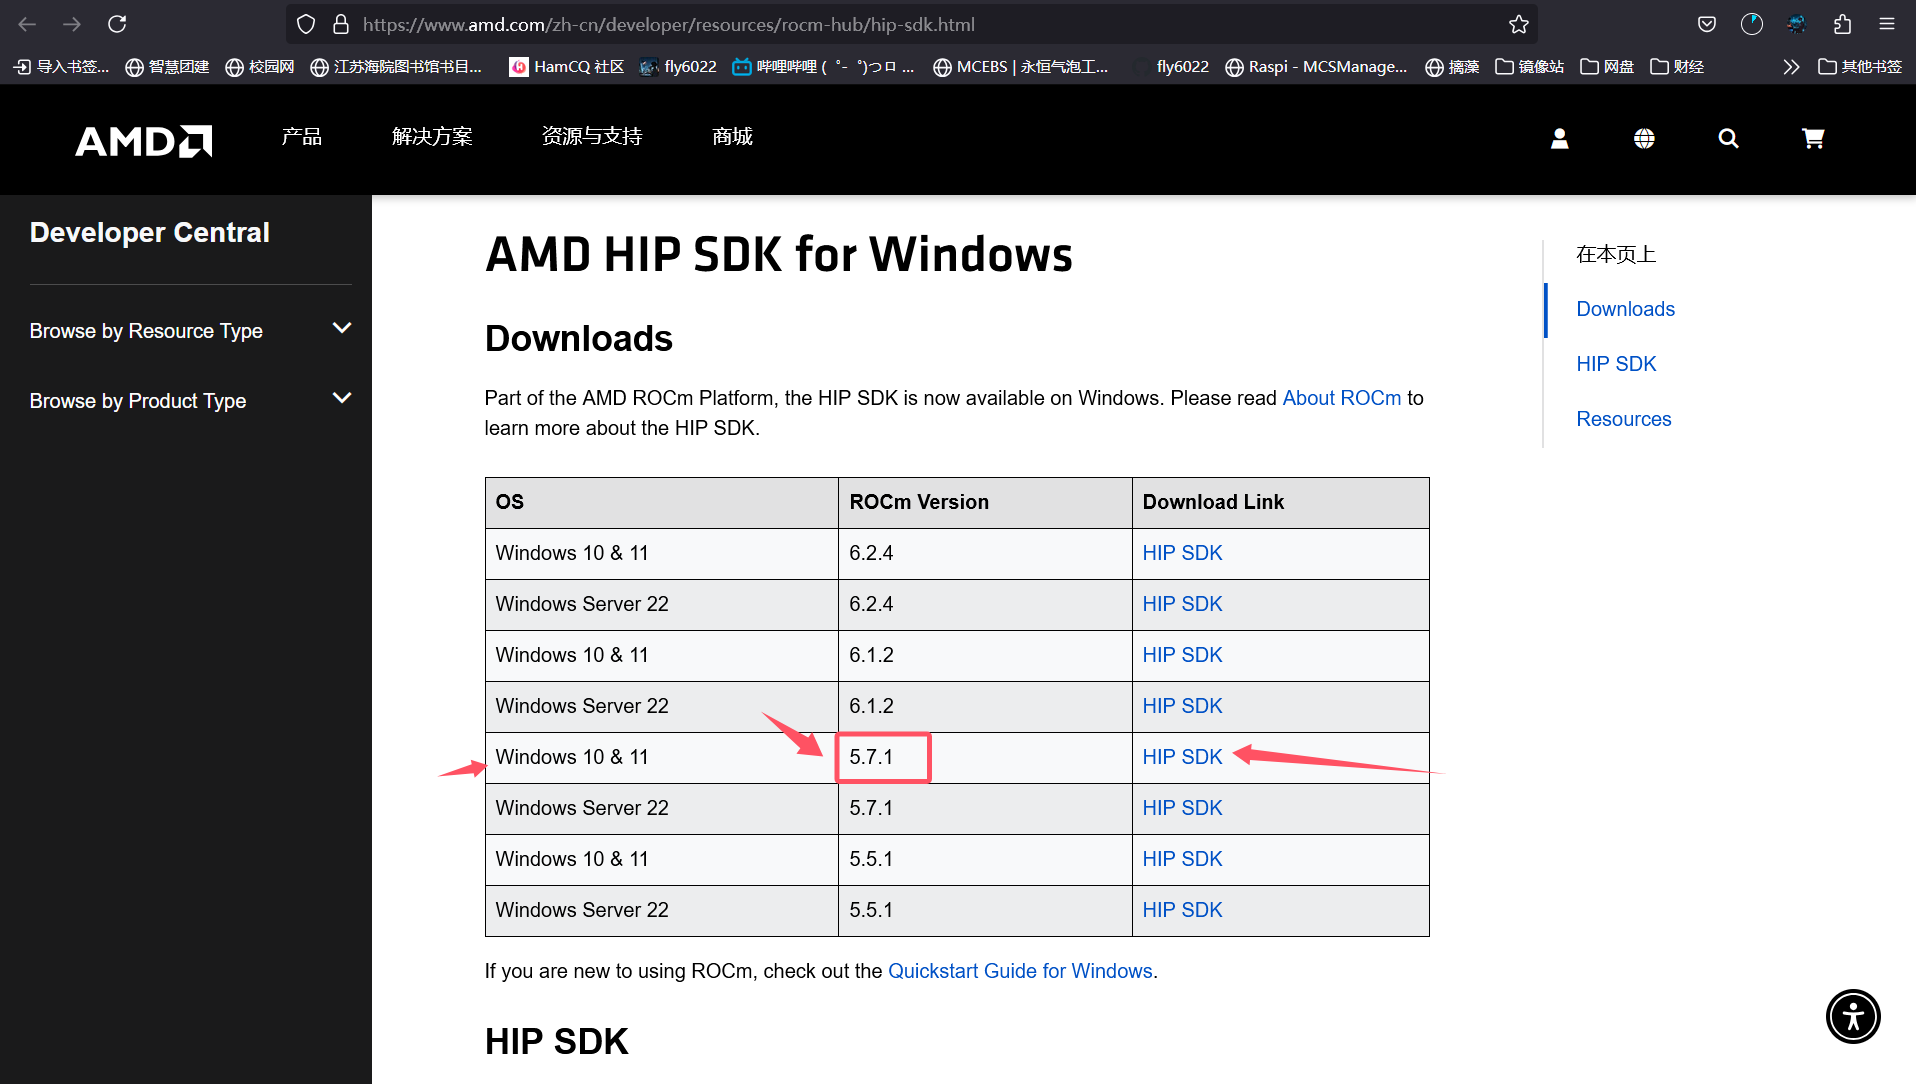 https://www.amd.com/zh-cn/developer/resources/rocm-hub/hip-sdk.html
导入书签... 智慧团建 校园网 江苏海院图书馆书目... HamCQ 社区 fly6022 哔哩哔哩 ( ゜- ゜)つロ ... MCEBS | 永恒气泡工... fly6022 Raspi - MCSManage... 摘藻 镜像站 网盘 财经 其他书签
AMD 产品 解决方案 资源与支持 商城
Developer Central
Browse by Resource Type
Browse by Product Type
AMD HIP SDK for Windows
Downloads
Part of the AMD ROCm Platform, the HIP SDK is now available on Windows. Please read About ROCm to
learn more about the HIP SDK.
OS ROCm Version Download Link
Windows 10 & 11 6.2.4 HIP SDK
Windows Server 22 6.2.4 HIP SDK
Windows 10 & 11 6.1.2 HIP SDK
Windows Server 22 6.1.2 HIP SDK
Windows 10 & 11 5.7.1 HIP SDK
Windows Server 22 5.7.1 HIP SDK
Windows 10 & 11 5.5.1 HIP SDK
Windows Server 22 5.5.1 HIP SDK
If you are new to using ROCm, check out the Quickstart Guide for Windows.
HIP SDK
在本页上
Downloads
HIP SDK
Resources